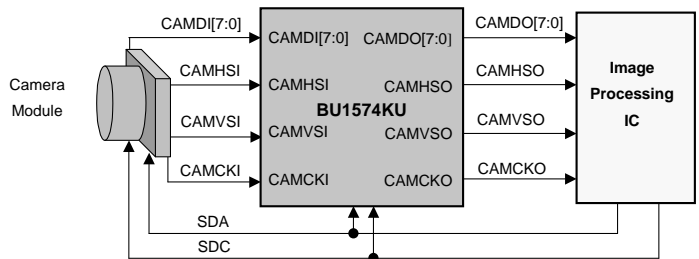 CAMDI[7:0]
CAMDO[7:0]
CAMDI[7:0]
CAMDO[7:0]
Camera
Module
CAMHSI
CAMHSI
CAMHSO
CAMHSO
Image
Processing
IC
BU1574KU
CAMVSI
CAMVSI
CAMVSO
CAMVSO
CAMCKI
CAMCKI
CAMCKO
CAMCKO
SDA
SDC